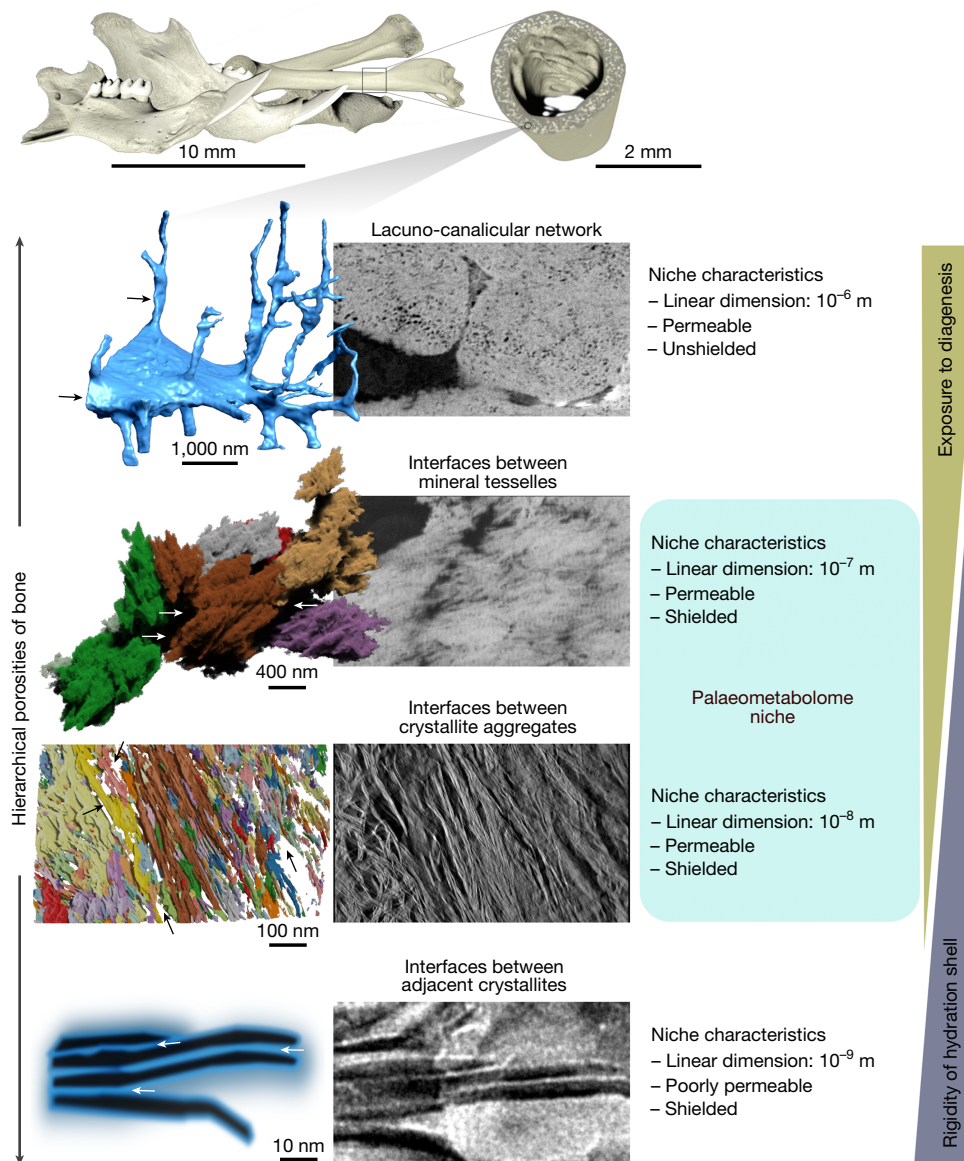 10 mm
2 mm
Hierarchical porosities of bone
Lacuno-canalicular network
1,000 nm
Niche characteristics
– Linear dimension: 10⁻⁶ m
– Permeable
– Unshielded
Exposure to diagenesis
Interfaces between
mineral tesselles
400 nm
Niche characteristics
– Linear dimension: 10⁻⁷ m
– Permeable
– Shielded
Palaeometabolome
niche
Interfaces between
crystallite aggregates
100 nm
Niche characteristics
– Linear dimension: 10⁻⁸ m
– Permeable
– Shielded
Interfaces between
adjacent crystallites
10 nm
Niche characteristics
– Linear dimension: 10⁻⁹ m
– Poorly permeable
– Shielded
Rigidity of hydration shell